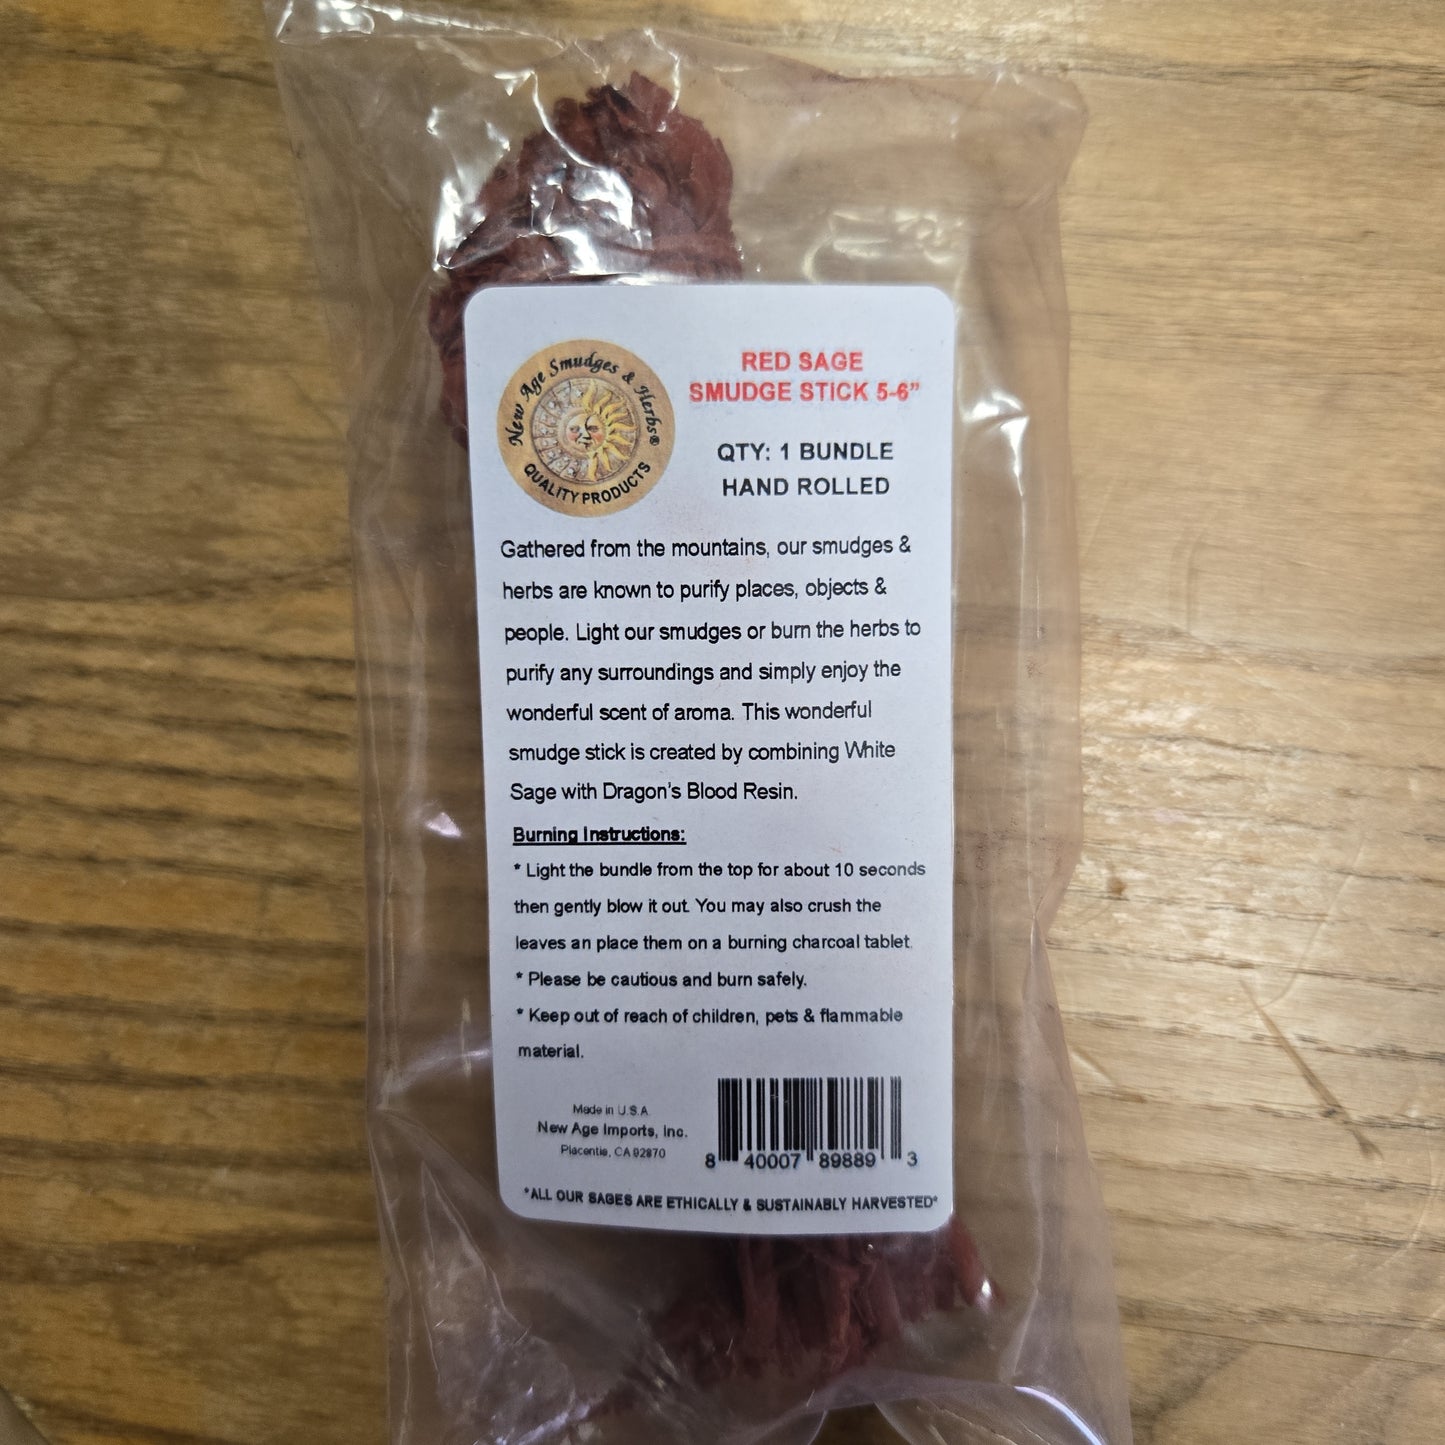 New Age Smudges & Herbs®
QUALITY PRODUCTS
RED SAGE
SMUDGE STICK 5-6”
QTY: 1 BUNDLE
HAND ROLLED
Gathered from the mountains, our smudges &
herbs are known to purify places, objects &
people. Light our smudges or burn the herbs to
purify any surroundings and simply enjoy the
wonderful scent of aroma. This wonderful
smudge stick is created by combining White
Sage with Dragon’s Blood Resin.
Burning Instructions:
* Light the bundle from the top for about 10 seconds
then gently blow it out. You may also crush the
leaves an place them on a burning charcoal tablet.
* Please be cautious and burn safely.
* Keep out of reach of children, pets & flammable
material.
Made in U.S.A.
New Age Imports, Inc.
Placentia, CA 92870
8 40007 89889 3
*ALL OUR SAGES ARE ETHICALLY & SUSTAINABLY HARVESTED*